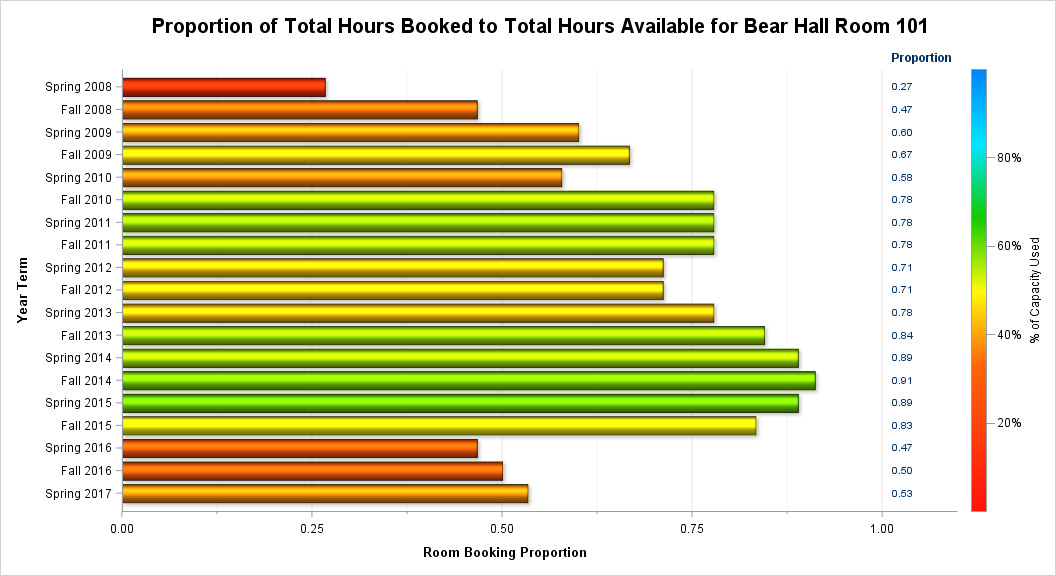 Proportion of Total Hours Booked to Total Hours Available for Bear Hall Room 101
Proportion
Spring 2008 0.27
Fall 2008 0.47
Spring 2009 0.60
Fall 2009 0.67
Spring 2010 0.58
Fall 2010 0.78
Spring 2011 0.78
Fall 2011 0.78
Spring 2012 0.71
Fall 2012 0.71
Spring 2013 0.78
Fall 2013 0.84
Spring 2014 0.89
Fall 2014 0.91
Spring 2015 0.89
Fall 2015 0.83
Spring 2016 0.47
Fall 2016 0.50
Spring 2017 0.53
Year Term
0.00 0.25 0.50 0.75 1.00
Room Booking Proportion
80%
60%
40%
20%
% of Capacity Used